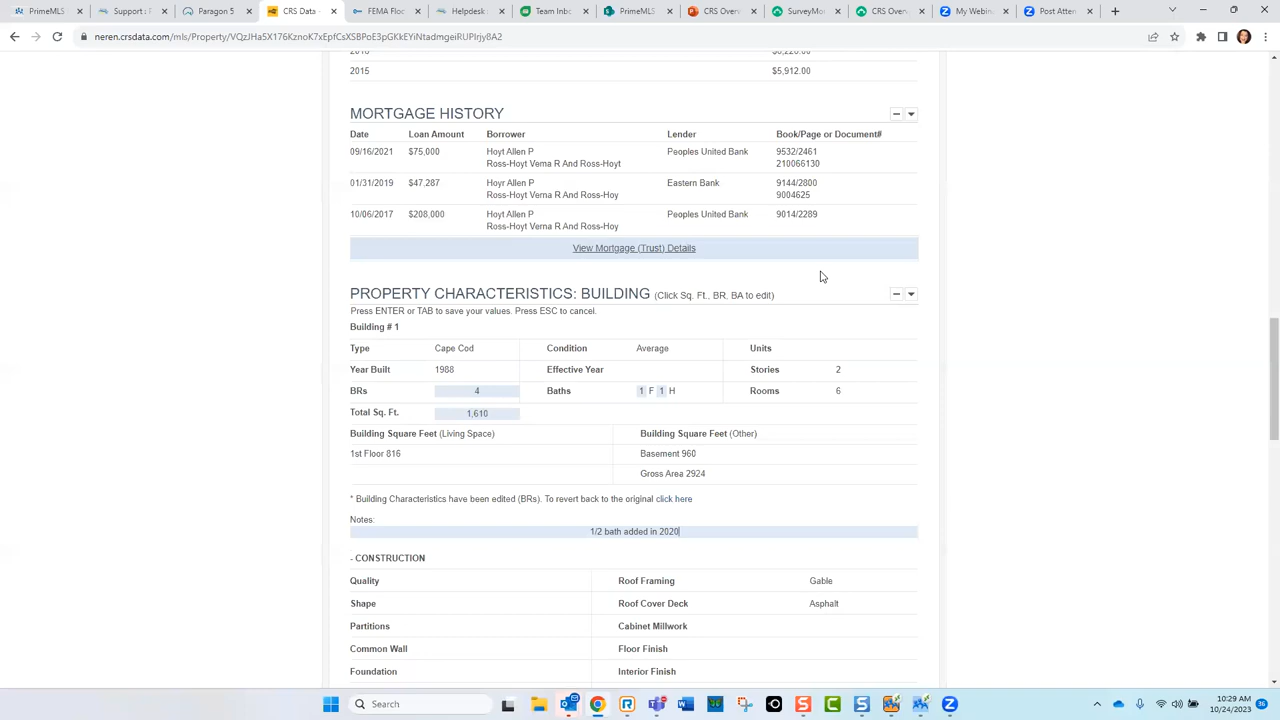 PrimeMLS
Support: F
Paragon 5
CRS Data
FEMA Floo
Helpdesk
Team Inbo
PrimeMLS
Survey/Me
CRS Overv
My Webina
Post Atten
neren.crsdata.com/mls/Property/VQzJHa5X176KznoK7xEpfCsXSBPoE3pGKkEYiNtadmgeiRUPIrjy8A2
2015 $5,912.00
MORTGAGE HISTORY
Date Loan Amount Borrower Lender Book/Page or Document#
09/16/2021 $75,000 Hoyt Allen P Peoples United Bank 9532/2461
Ross-Hoyt Verna R And Ross-Hoyt 210066130
01/31/2019 $47,287 Hoyr Allen P Eastern Bank 9144/2800
Ross-Hoyt Verna R And Ross-Hoy 9004625
10/06/2017 $208,000 Hoyt Allen P Peoples United Bank 9014/2289
Ross-Hoyt Verna R And Ross-Hoy
View Mortgage (Trust) Details
PROPERTY CHARACTERISTICS: BUILDING (Click Sq. Ft., BR, BA to edit)
Press ENTER or TAB to save your values. Press ESC to cancel.
Building # 1
Type Cape Cod Condition Average Units
Year Built 1988 Effective Year Stories 2
BRs 4 Baths 1 F 1 H Rooms 6
Total Sq. Ft. 1,610
Building Square Feet (Living Space) Building Square Feet (Other)
1st Floor 816 Basement 960
Gross Area 2924
* Building Characteristics have been edited (BRs). To revert back to the original click here
Notes:
1/2 bath added in 2020
- CONSTRUCTION
Quality Roof Framing Gable
Shape Roof Cover Deck Asphalt
Partitions Cabinet Millwork
Common Wall Floor Finish
Foundation Interior Finish
Search
10:29 AM
10/24/2023
36